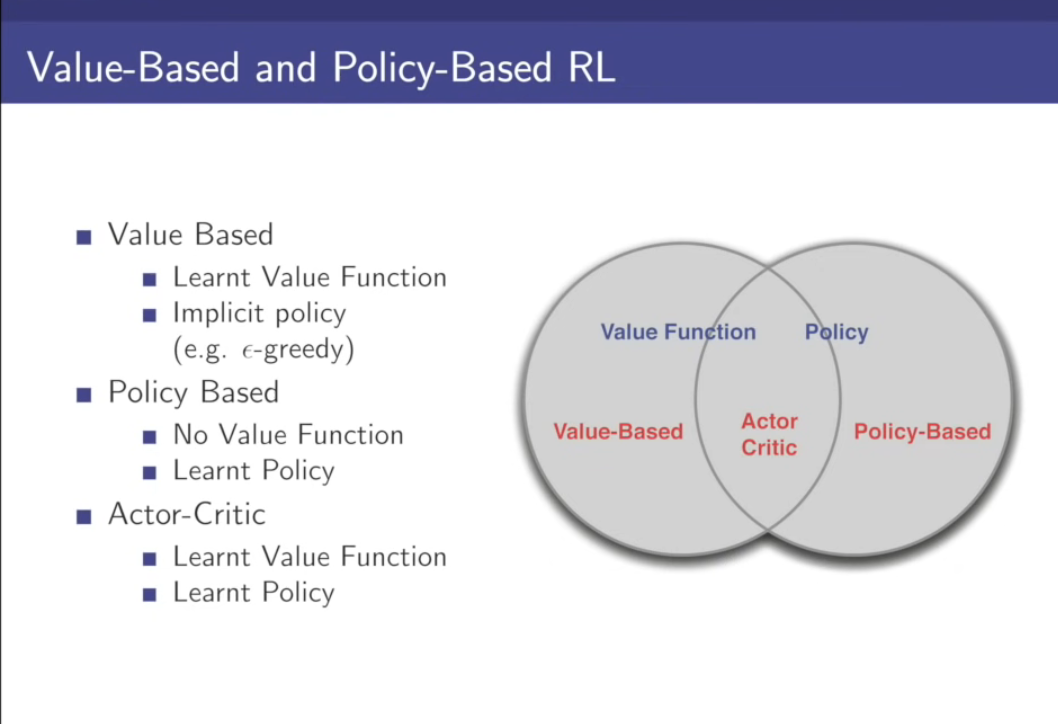 Value-Based and Policy-Based RL
Value Based
Learnt Value Function
Implicit policy
(e.g. ϵ-greedy)
Policy Based
No Value Function
Learnt Policy
Actor-Critic
Learnt Value Function
Learnt Policy
Value Function
Policy
Value-Based
Actor
Critic
Policy-Based